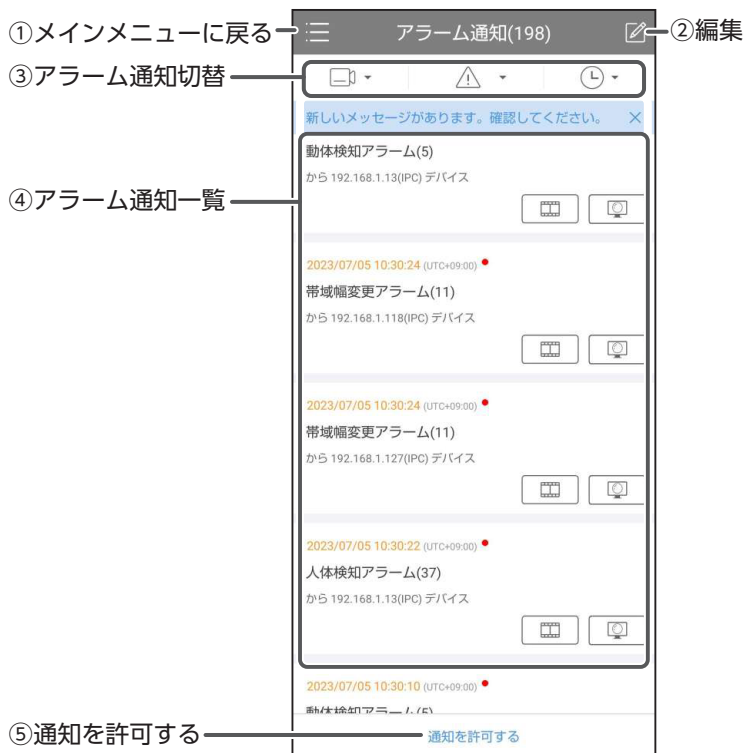 ①メインメニューに戻る
アラーム通知(198)
②編集
③アラーム通知切替
新しいメッセージがあります。確認してください。 ×
動体検知アラーム(5)
から 192.168.1.13(IPC) デバイス
④アラーム通知一覧
2023/07/05 10:30:24 (UTC+09:00)
帯域幅変更アラーム(11)
から 192.168.1.118(IPC) デバイス
2023/07/05 10:30:24 (UTC+09:00)
帯域幅変更アラーム(11)
から 192.168.1.127(IPC) デバイス
2023/07/05 10:30:22 (UTC+09:00)
人体検知アラーム(37)
から 192.168.1.13(IPC) デバイス
2023/07/05 10:30:10 (UTC+09:00)
動体検知アラーム(5)
⑤通知を許可する
通知を許可する